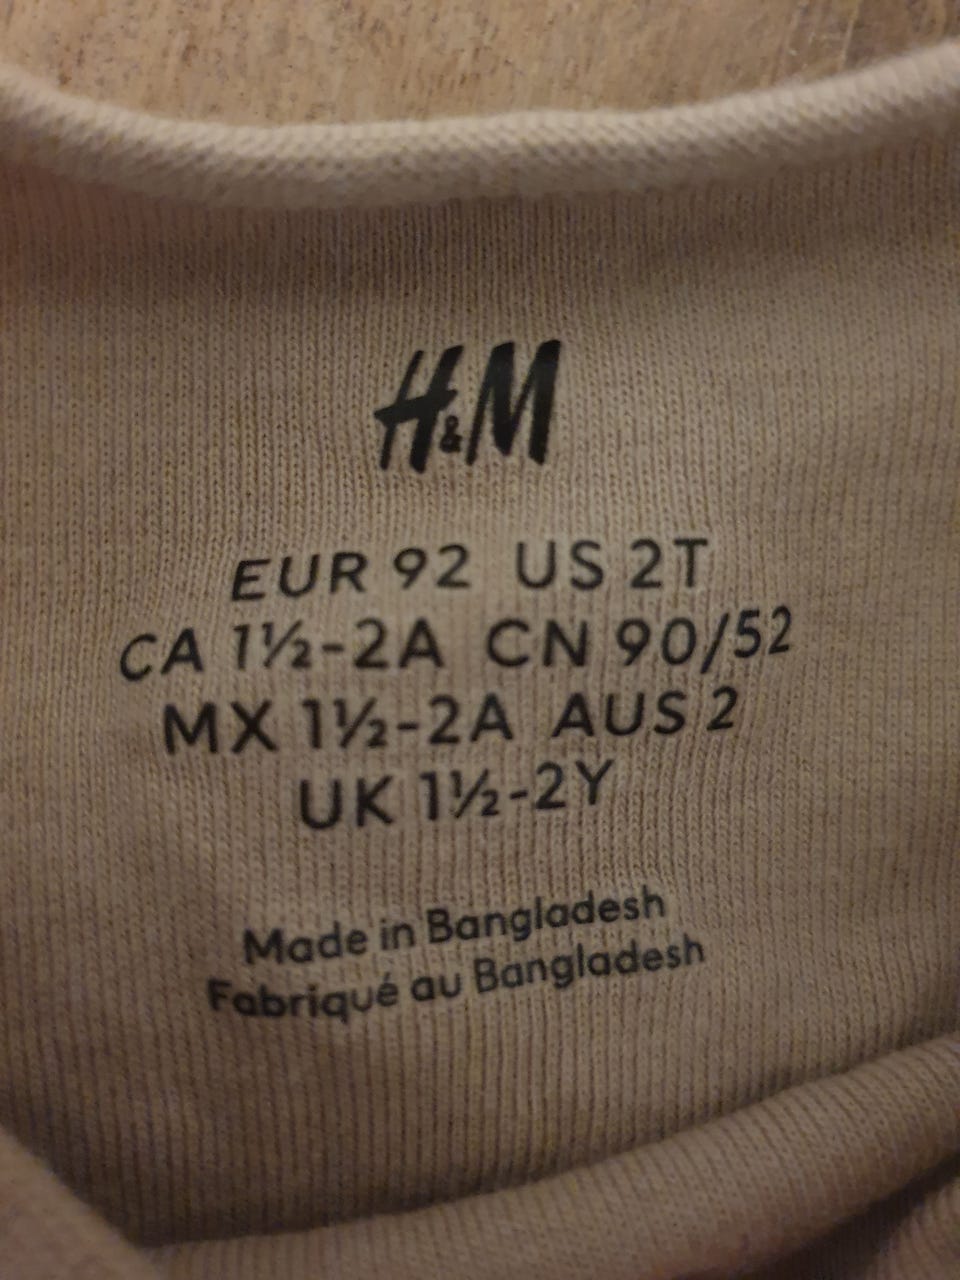 H&M
EUR 92 US 2T
CA 1½-2A CN 90/52
MX 1½-2A AUS 2
UK 1½-2Y
Made in Bangladesh
Fabriqué au Bangladesh